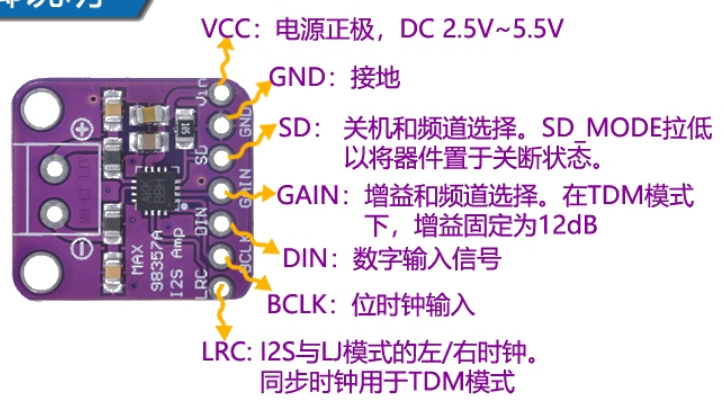 VCC：电源正极，DC 2.5V~5.5V
GND：接地
SD： 关机和频道选择。SD_MODE拉低
以将器件置于关断状态。
GAIN：增益和频道选择。在TDM模式
下，增益固定为12dB
DIN：数字输入信号
BCLK：位时钟输入
LRC: I2S与LJ模式的左/右时钟。
同步时钟用于TDM模式
Vin
GND
SD
GAIN
DIN
BCLK
LRC
MAX
98357A
I2S Amp
+
−
105